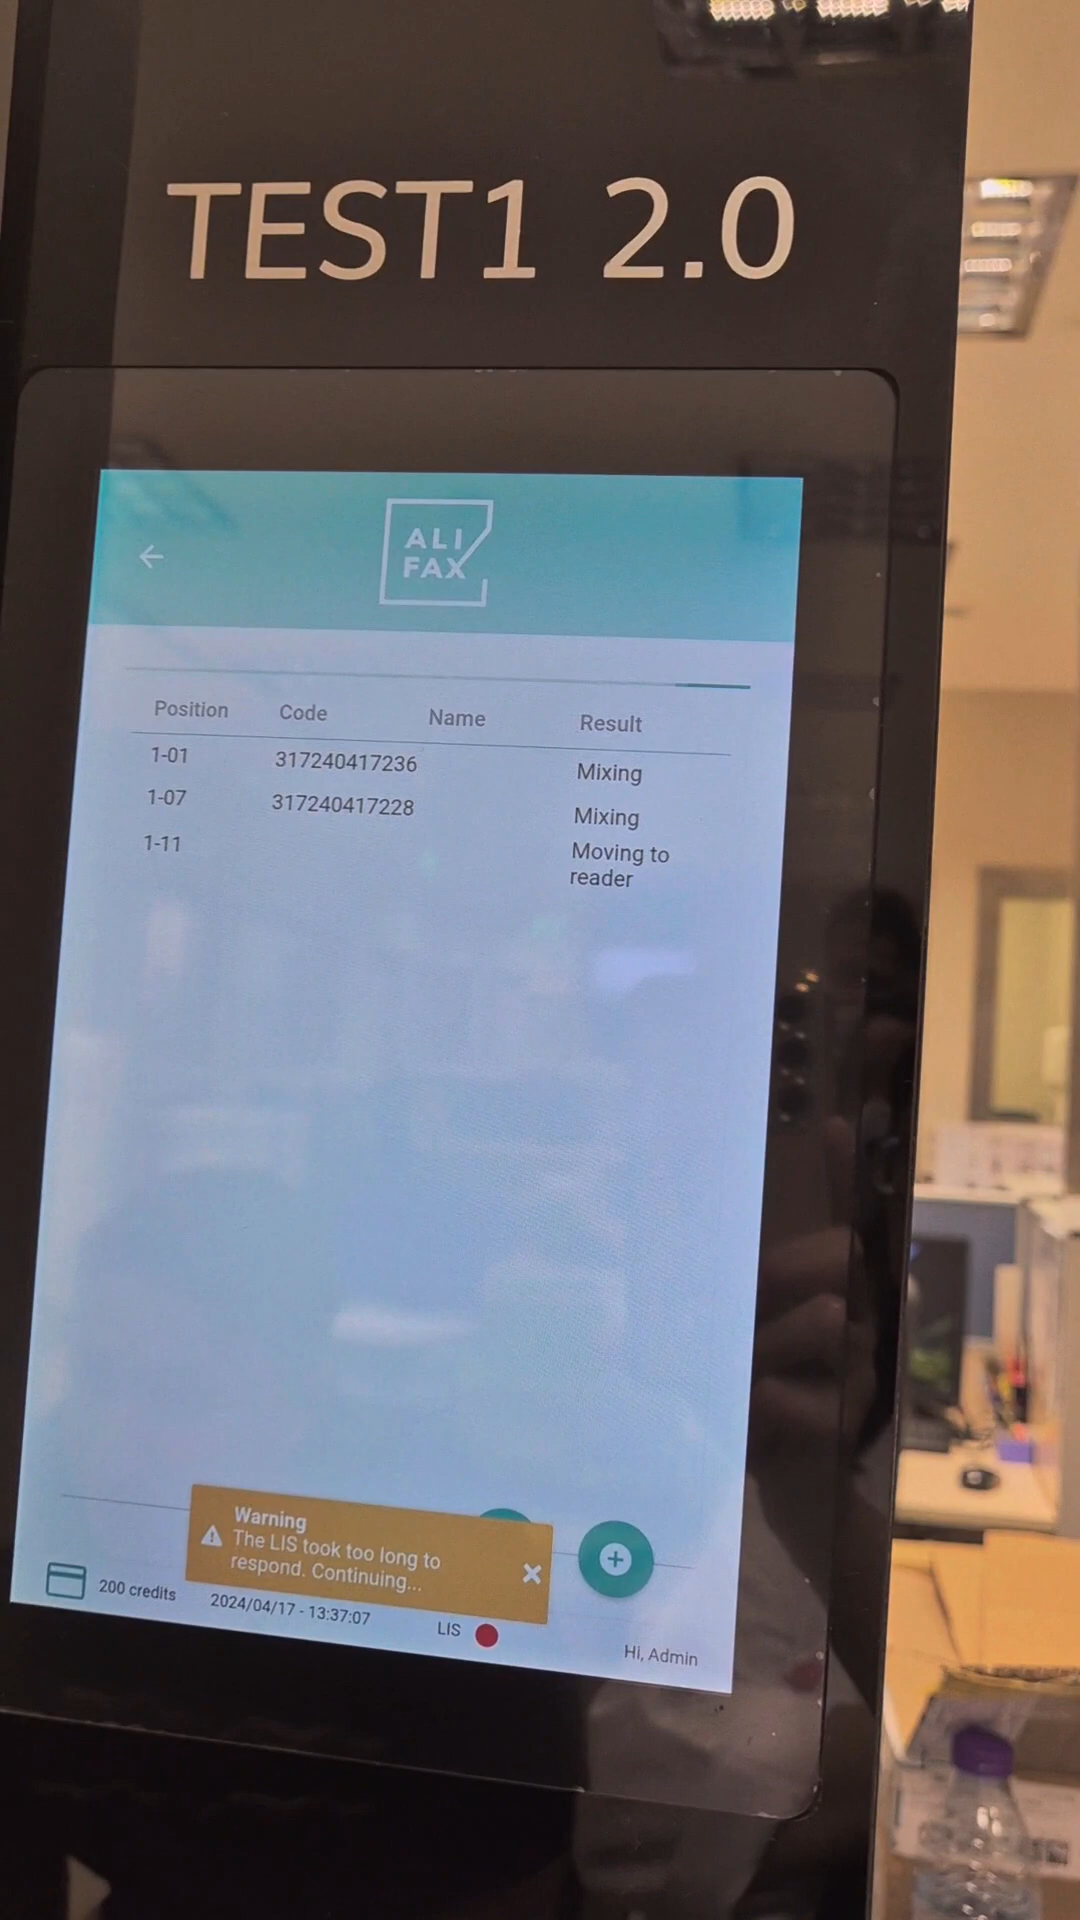 TEST1 2.0
ALI
FAX
Position Code Name Result
1-01 317240417236 Mixing
1-07 317240417228 Mixing
1-11 Moving to
reader
Warning
The LIS took too long to
respond. Continuing...
200 credits 2024/04/17 - 13:37:07 LIS Hi, Admin